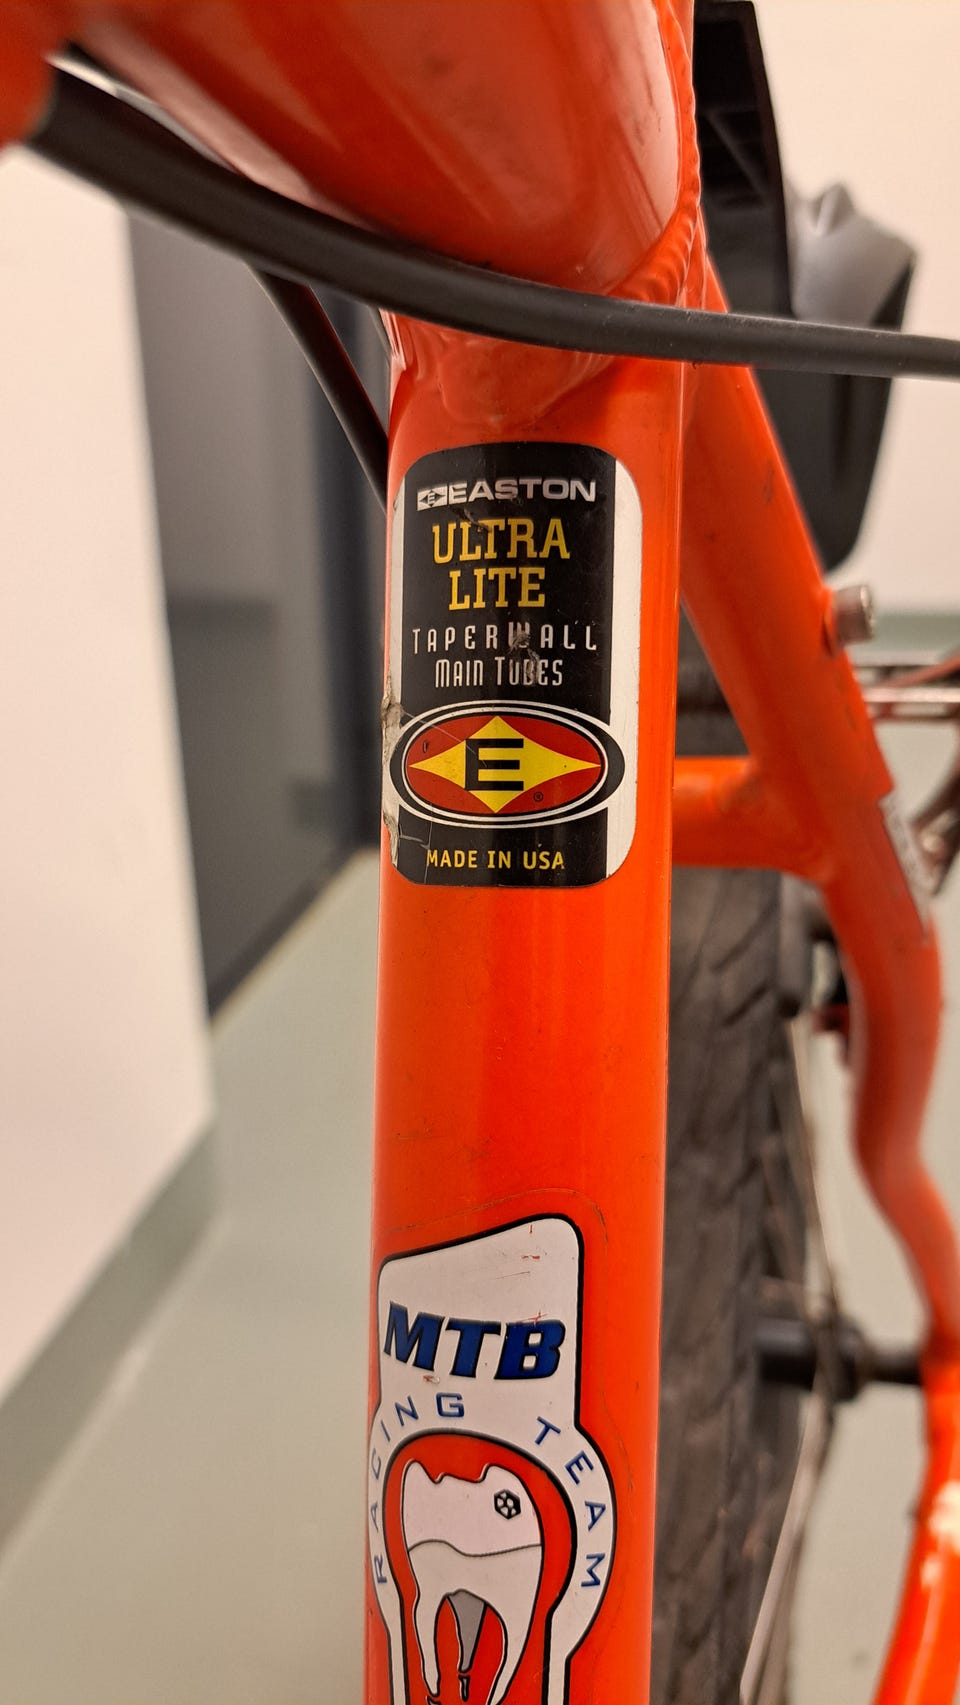 E EASTON
ULTRA
LITE
TAPERWALL
MAIN TUBES
E
®
MADE IN USA
MTB
RACING TEAM